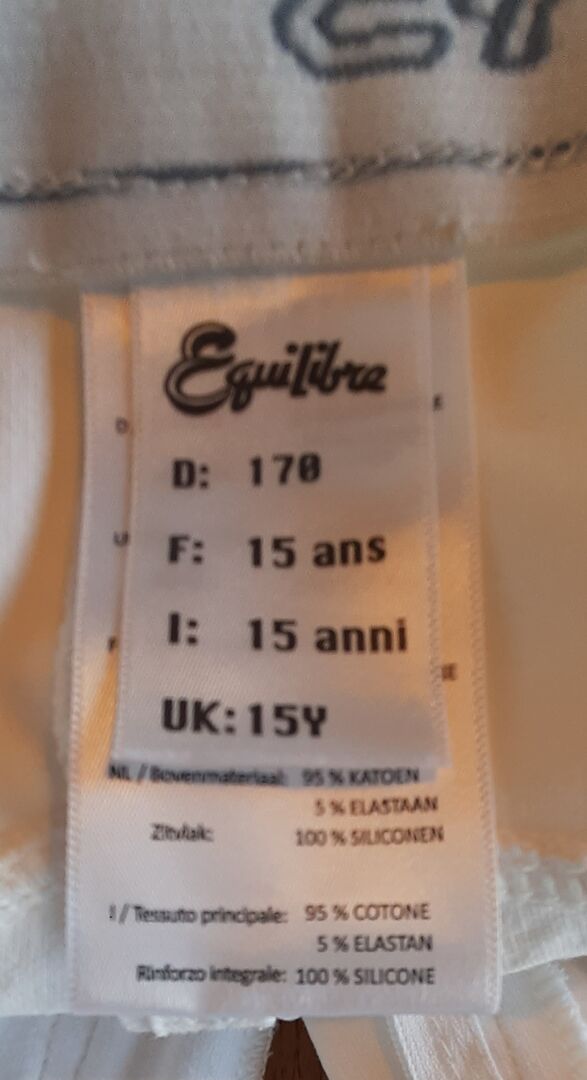 Equilibre
D: 170
F: 15 ans
I: 15 anni
UK: 15Y
NL / Bovenmateriaal: 95 % KATOEN
5 % ELASTAAN
Zitvlak: 100 % SILICONEN
I / Tessuto principale: 95 % COTONE
5 % ELASTAN
Rinforzo integrale: 100 % SILICONE